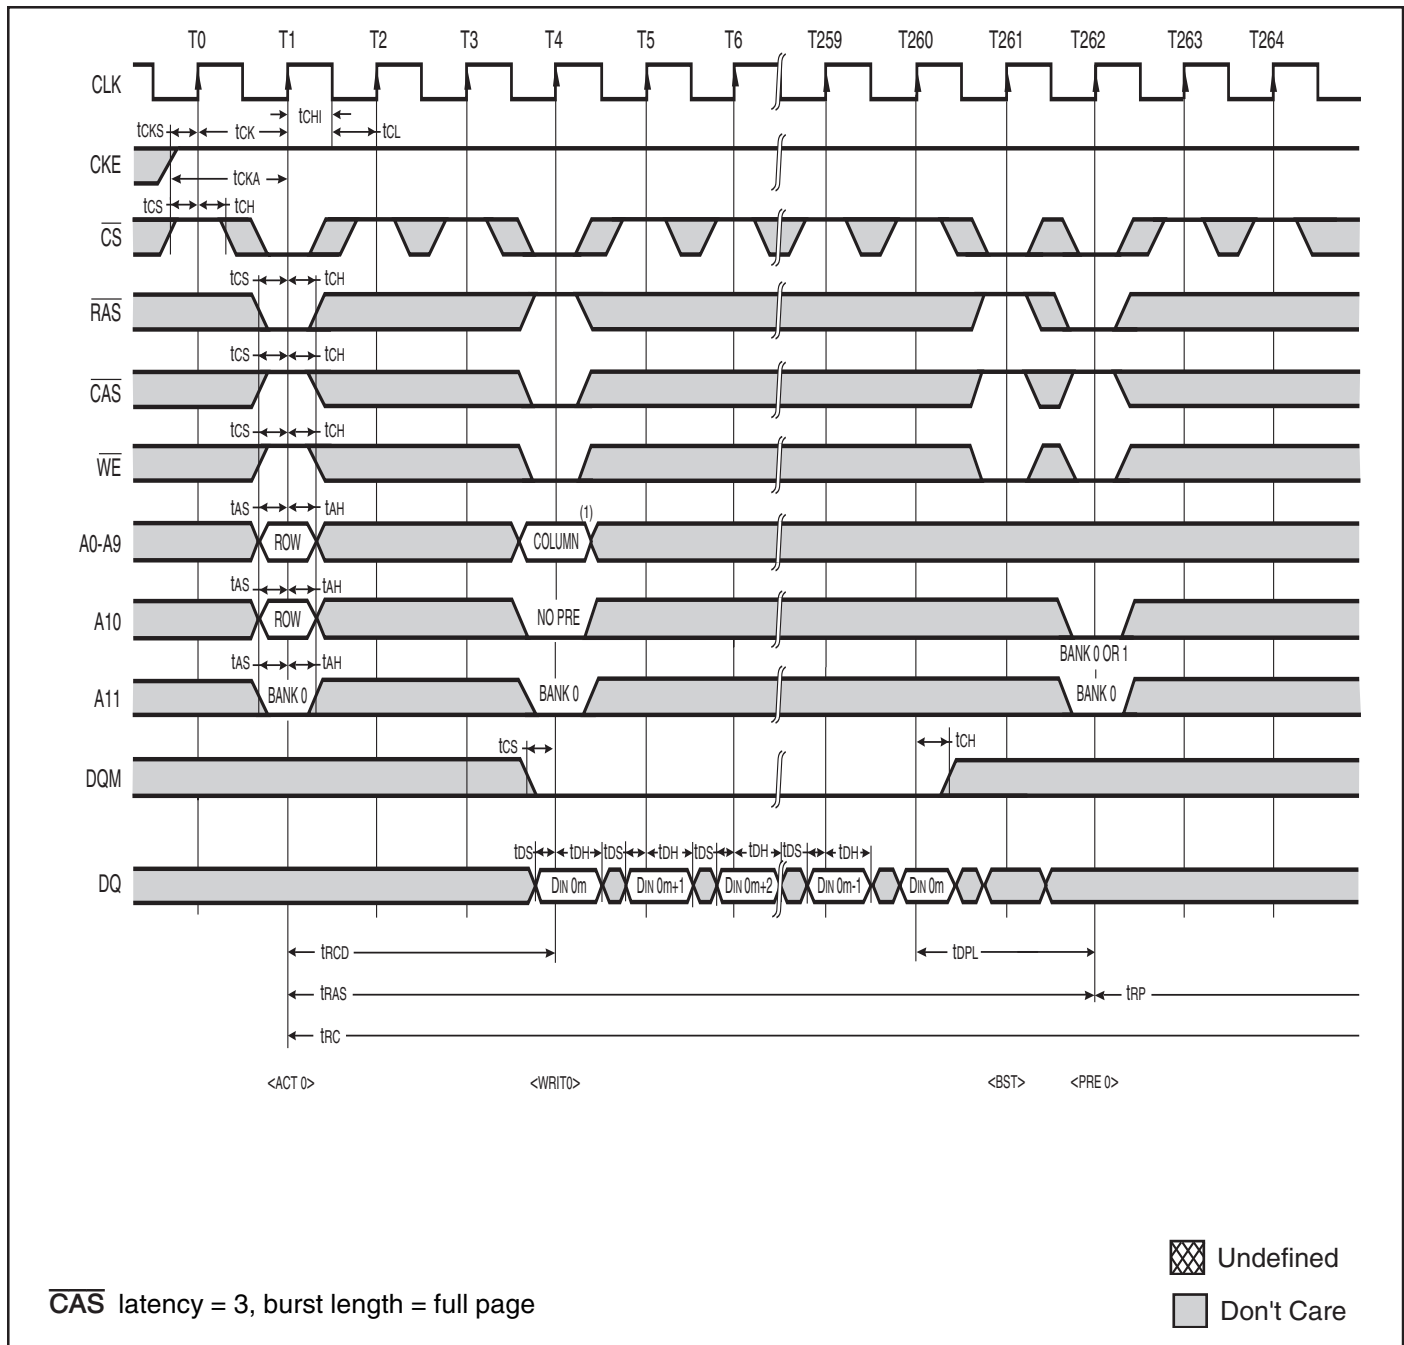 T0 T1 T2 T3 T4 T5 T6 T259 T260 T261 T262 T263 T264
CLK
tCHI
tCKS tCK tCL
CKE
tCKA
tCS tCH
CS
tCS tCH
RAS
tCS tCH
CAS
tCS tCH
WE
tAS tAH (1)
A0-A9 ROW COLUMN
tAS tAH
A10 ROW NO PRE
BANK 0 OR 1
tAS tAH
A11 BANK 0 BANK 0 BANK 0
tCS tCH
DQM
tDS tDH tDS tDH tDS tDH tDS tDH
DQ DIN 0m DIN 0m+1 DIN 0m+2 DIN 0m-1 DIN 0m
tRCD tDPL
tRAS tRP
tRC
<ACT 0> <WRIT0> <BST> <PRE 0>
Undefined
CAS latency = 3, burst length = full page
Don't Care